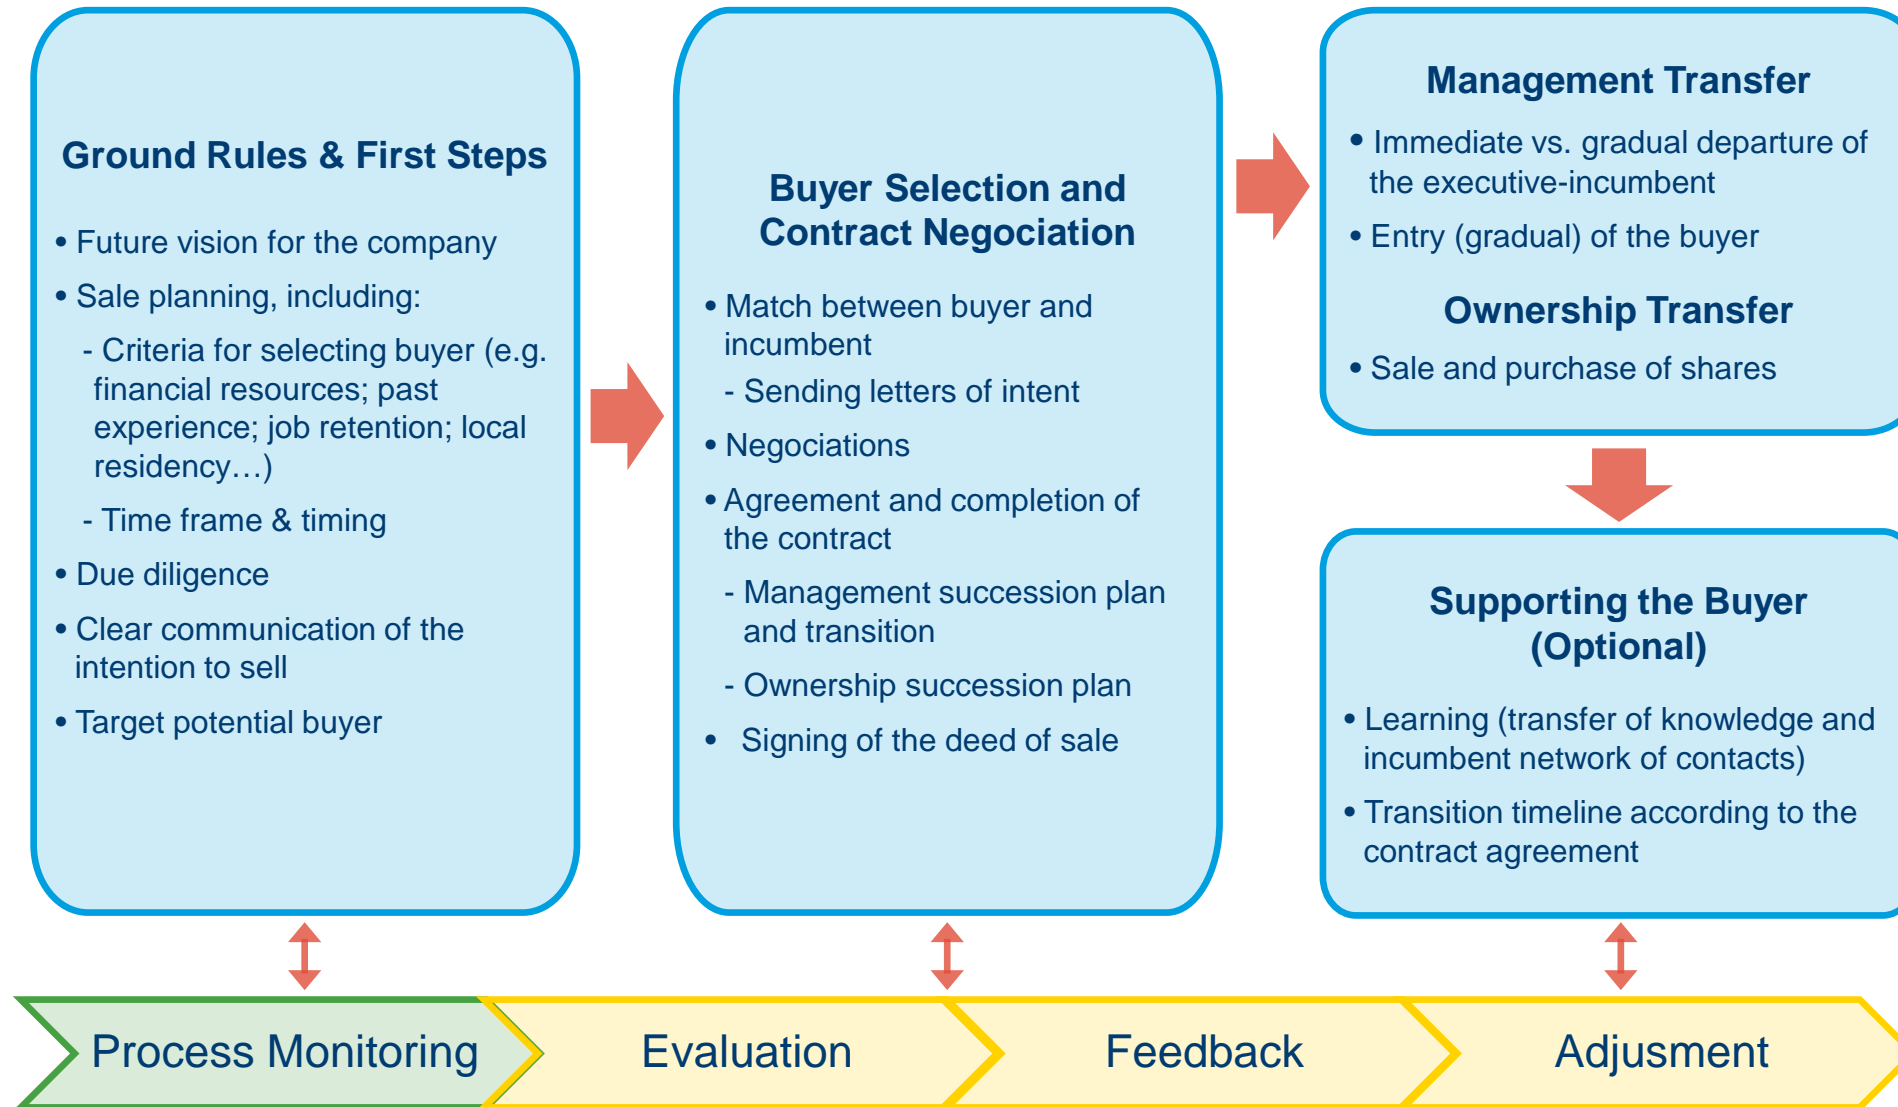 Ground Rules & First Steps
• Future vision for the company
• Sale planning, including:
- Criteria for selecting buyer (e.g.
financial resources; past
experience; job retention; local
residency…)
- Time frame & timing
• Due diligence
• Clear communication of the
intention to sell
• Target potential buyer
Buyer Selection and
Contract Negociation
• Match between buyer and
incumbent
- Sending letters of intent
• Negociations
• Agreement and completion of
the contract
- Management succession plan
and transition
- Ownership succession plan
• Signing of the deed of sale
Management Transfer
• Immediate vs. gradual departure of
the executive-incumbent
• Entry (gradual) of the buyer
Ownership Transfer
• Sale and purchase of shares
Supporting the Buyer
(Optional)
• Learning (transfer of knowledge and
incumbent network of contacts)
• Transition timeline according to the
contract agreement
Process Monitoring
Evaluation
Feedback
Adjusment